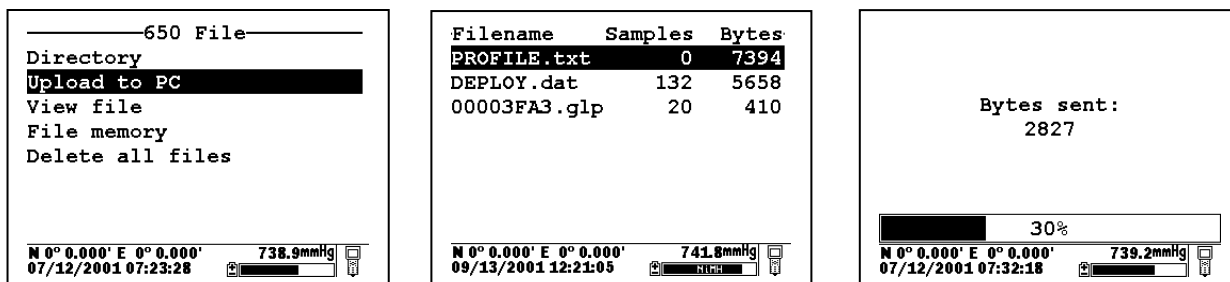 650 File
Directory
Upload to PC
View file
File memory
Delete all files
N 0° 0.000' E 0° 0.000' 738.9mmHg
07/12/2001 07:23:28
Filename Samples Bytes
PROFILE.txt 0 7394
DEPLOY.dat 132 5658
00003FA3.glp 20 410
N 0° 0.000' E 0° 0.000' 741.8mmHg
09/13/2001 12:21:05 NiMH
Bytes sent:
2827
30%
N 0° 0.000' E 0° 0.000' 739.2mmHg
07/12/2001 07:32:18